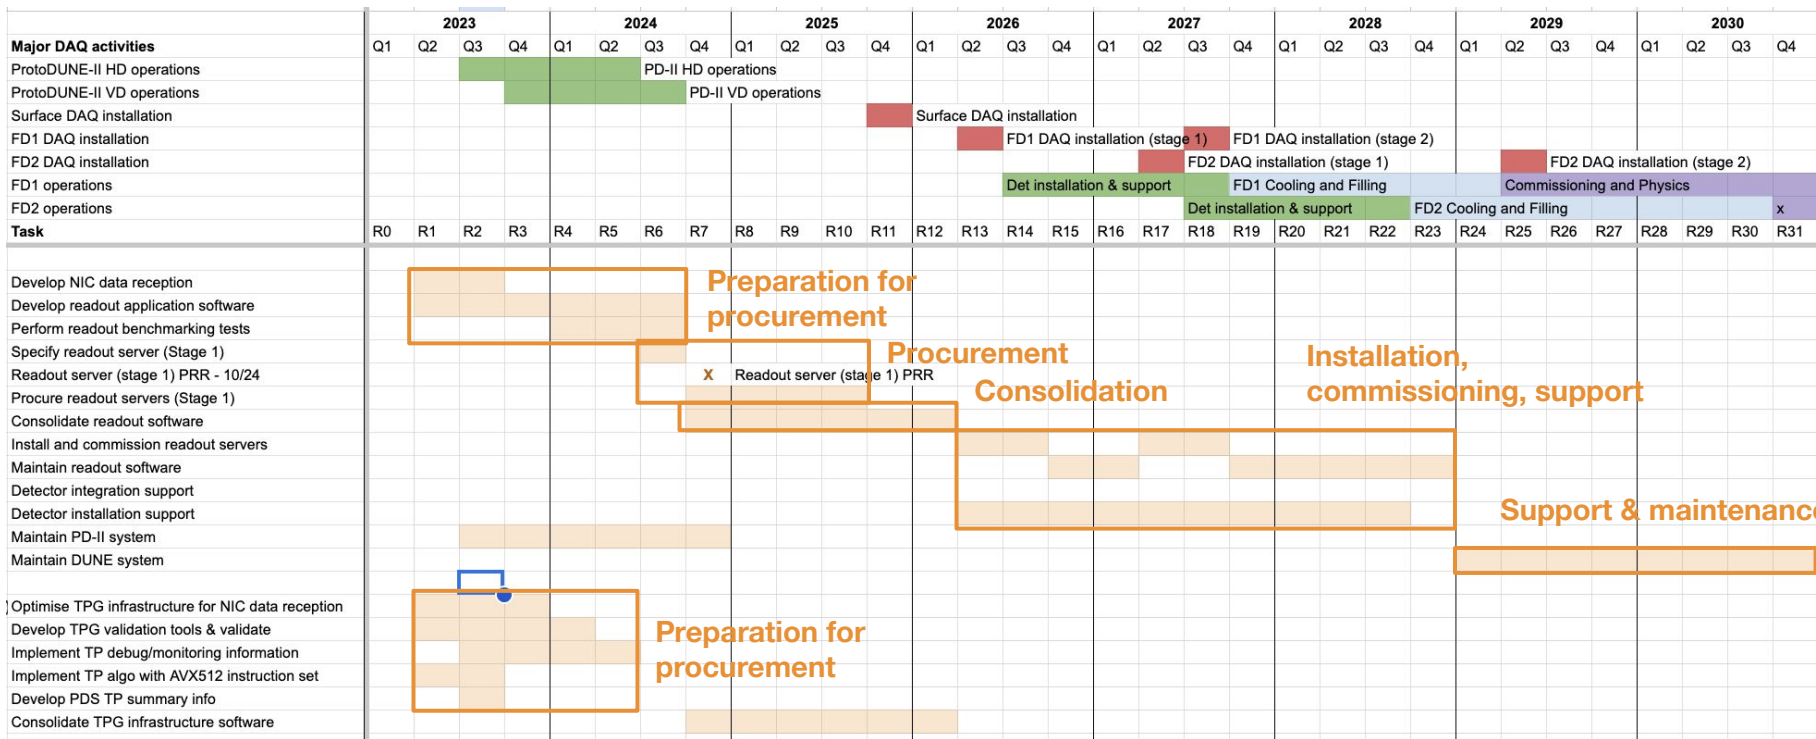 2023 2024 2025 2026 2027 2028 2029 2030
Major DAQ activities Q1 Q2 Q3 Q4 Q1 Q2 Q3 Q4 Q1 Q2 Q3 Q4 Q1 Q2 Q3 Q4 Q1 Q2 Q3 Q4 Q1 Q2 Q3 Q4 Q1 Q2 Q3 Q4 Q1 Q2 Q3 Q4
ProtoDUNE-II HD operations PD-II HD operations
ProtoDUNE-II VD operations PD-II VD operations
Surface DAQ installation Surface DAQ installation
FD1 DAQ installation FD1 DAQ installation (stage 1) FD1 DAQ installation (stage 2)
FD2 DAQ installation FD2 DAQ installation (stage 1) FD2 DAQ installation (stage 2)
FD1 operations Det installation & support FD1 Cooling and Filling Commissioning and Physics
FD2 operations Det installation & support FD2 Cooling and Filling x
Task R0 R1 R2 R3 R4 R5 R6 R7 R8 R9 R10 R11 R12 R13 R14 R15 R16 R17 R18 R19 R20 R21 R22 R23 R24 R25 R26 R27 R28 R29 R30 R31
Develop NIC data reception
Preparation for
Develop readout application software
procurement
Perform readout benchmarking tests
Specify readout server (Stage 1)
Procurement
Installation,
Readout server (stage 1) PRR - 10/24 X Readout server (stage 1) PRR
Consolidation
commissioning, support
Procure readout servers (Stage 1)
Consolidate readout software
Install and commission readout servers
Maintain readout software
Detector integration support
Detector installation support
Support & maintenanc
Maintain PD-II system
Maintain DUNE system
)Optimise TPG infrastructure for NIC data reception
Develop TPG validation tools & validate
Preparation for
Implement TP debug/monitoring information
procurement
Implement TP algo with AVX512 instruction set
Develop PDS TP summary info
Consolidate TPG infrastructure software